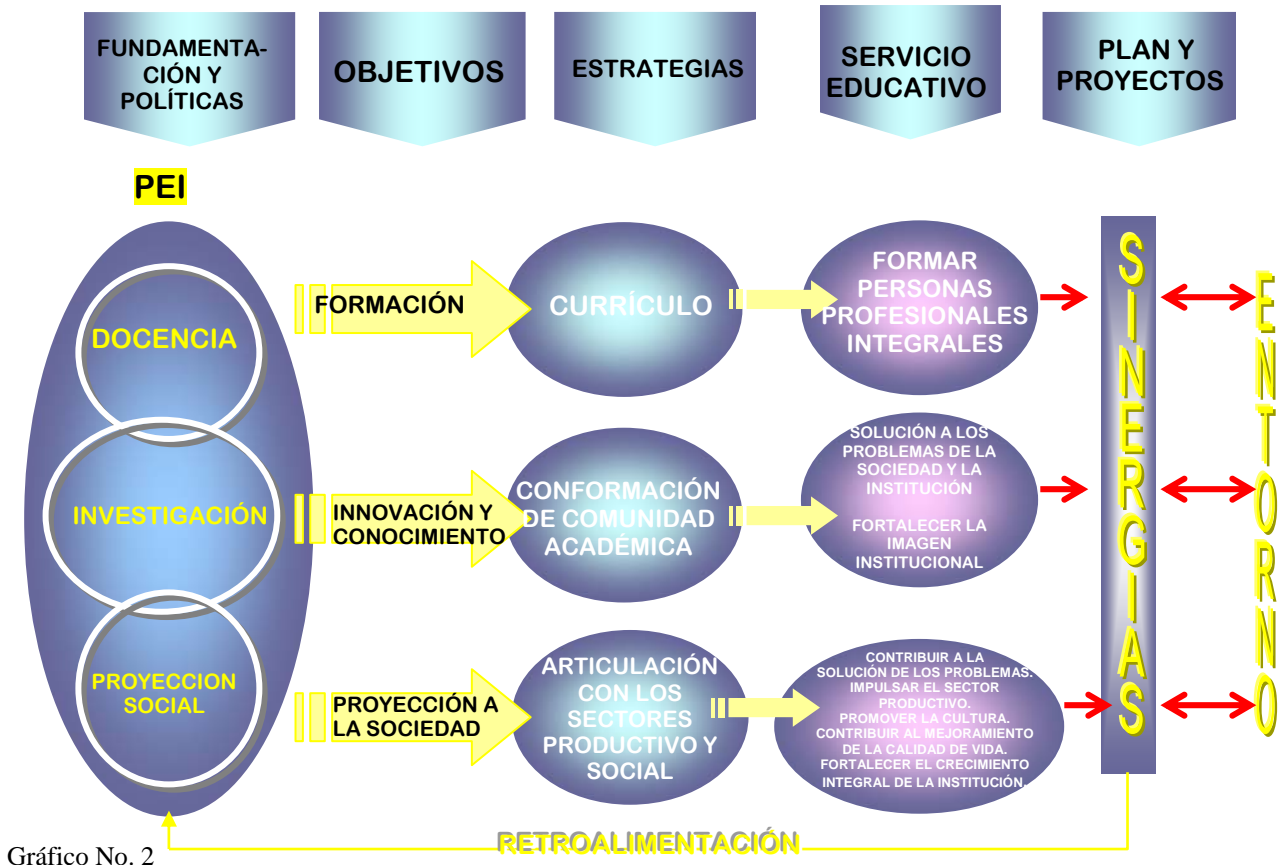 FUNDAMENTA-
CIÓN Y
POLÍTICAS
OBJETIVOS
ESTRATEGIAS
SERVICIO
EDUCATIVO
PLAN Y
PROYECTOS
PEI
DOCENCIA
FORMACIÓN
CURRÍCULO
FORMAR
PERSONAS
PROFESIONALES
INTEGRALES
INVESTIGACIÓN
INNOVACIÓN Y
CONOCIMIENTO
CONFORMACIÓN
DE COMUNIDAD
ACADÉMICA
SOLUCIÓN A LOS
PROBLEMAS DE LA
SOCIEDAD Y LA
INSTITUCIÓN
FORTALECER LA
IMAGEN
INSTITUCIONAL
PROYECCION
SOCIAL
PROYECCIÓN A
LA SOCIEDAD
ARTICULACIÓN
CON LOS
SECTORES
PRODUCTIVO Y
SOCIAL
CONTRIBUIR A LA
SOLUCIÓN DE LOS PROBLEMAS.
IMPULSAR EL SECTOR
PRODUCTIVO.
PROMOVER LA CULTURA.
CONTRIBUIR AL MEJORAMIENTO
DE LA CALIDAD DE VIDA.
FORTALECER EL CRECIMIENTO
INTEGRAL DE LA INSTITUCIÓN.
SINERGIAS
ENTORNO
RETROALIMENTACIÓN
Gráfico No. 2